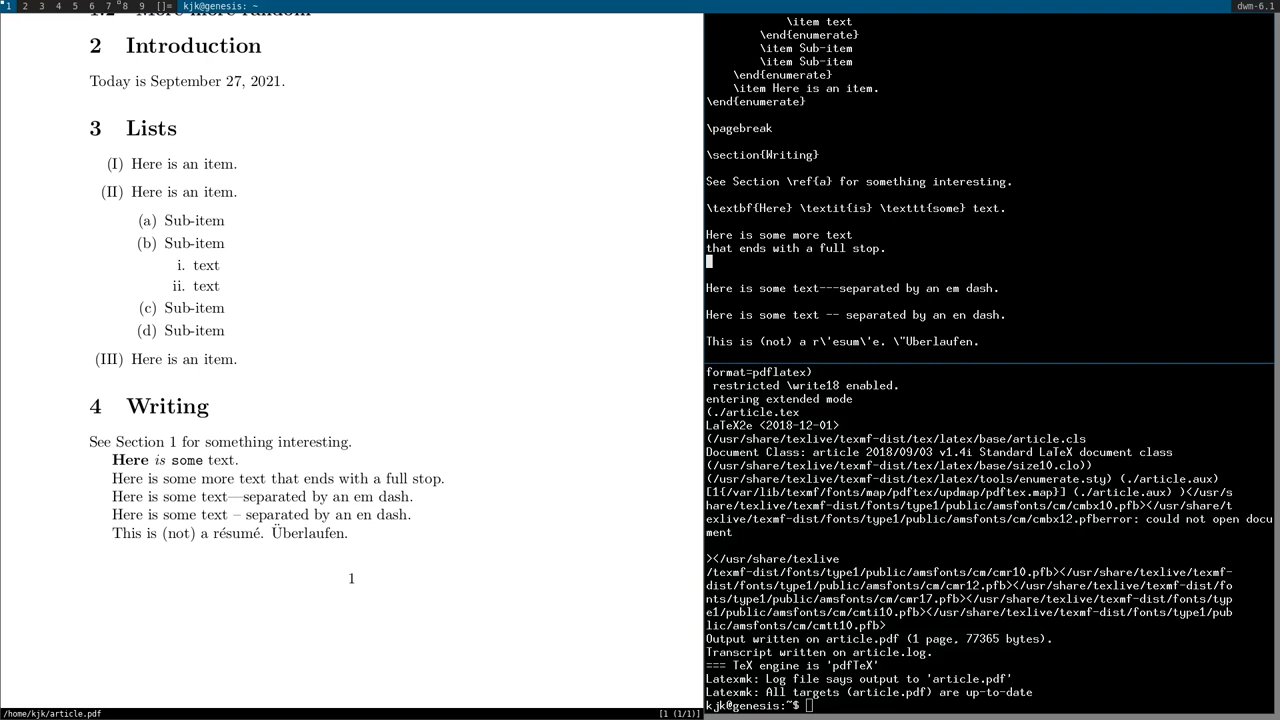 1 2 3 4 5 6 7 8 9 []= kjk@genesis: ~ dwm-6.1
1.2 More more random
2 Introduction
Today is September 27, 2021.
3 Lists
(I) Here is an item.
(II) Here is an item.
(a) Sub-item
(b) Sub-item
i. text
ii. text
(c) Sub-item
(d) Sub-item
(III) Here is an item.
4 Writing
See Section 1 for something interesting.
Here is some text.
Here is some more text that ends with a full stop.
Here is some text—separated by an em dash.
Here is some text – separated by an en dash.
This is (not) a résumé. Überlaufen.
1
/home/kjk/article.pdf [1 (1/1)]
\item text
\end{enumerate}
\item Sub-item
\item Sub-item
\end{enumerate}
\item Here is an item.
\end{enumerate}
\pagebreak
\section{Writing}
See Section \ref{a} for something interesting.
\textbf{Here} \textit{is} \texttt{some} text.
Here is some more text
that ends with a full stop.
Here is some text---separated by an em dash.
Here is some text -- separated by an en dash.
This is (not) a r\'esum\'e. \"Uberlaufen.
format=pdflatex)
restricted \write18 enabled.
entering extended mode
(./article.tex
LaTeX2e <2018-12-01>
(/usr/share/texlive/texmf-dist/tex/latex/base/article.cls
Document Class: article 2018/09/03 v1.4i Standard LaTeX document class
(/usr/share/texlive/texmf-dist/tex/latex/base/size10.clo))
(/usr/share/texlive/texmf-dist/tex/latex/tools/enumerate.sty) (./article.aux)
[1{/var/lib/texmf/fonts/map/pdftex/updmap/pdftex.map}] (./article.aux) )</usr/s
hare/texlive/texmf-dist/fonts/type1/public/amsfonts/cm/cmbx10.pfb></usr/share/t
exlive/texmf-dist/fonts/type1/public/amsfonts/cm/cmbx12.pfberror: could not open docu
ment
></usr/share/texlive
/texmf-dist/fonts/type1/public/amsfonts/cm/cmr10.pfb></usr/share/texlive/texmf-
dist/fonts/type1/public/amsfonts/cm/cmr12.pfb></usr/share/texlive/texmf-dist/fo
nts/type1/public/amsfonts/cm/cmr17.pfb></usr/share/texlive/texmf-dist/fonts/typ
e1/public/amsfonts/cm/cmti10.pfb></usr/share/texlive/texmf-dist/fonts/type1/pub
lic/amsfonts/cm/cmtt10.pfb>
Output written on article.pdf (1 page, 77365 bytes).
Transcript written on article.log.
=== TeX engine is 'pdfTeX'
Latexmk: Log file says output to 'article.pdf'
Latexmk: All targets (article.pdf) are up-to-date
kjk@genesis:~$